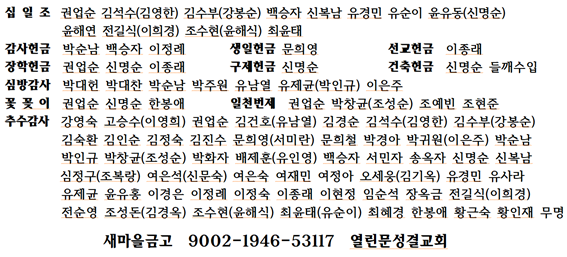 십 일 조 권업순 김석수(김영한) 김수부(강봉순) 백승자 신복남 유경민 유순이 윤유동(신명순)
윤해연 전길식(이희경) 조수현(윤해식) 최윤태
감사헌금 박순남 백승자 이정례 생일헌금 문희영 선교헌금 이종래
장학헌금 권업순 신명순 이종래 구제헌금 신명순 건축헌금 신명순 들깨수입
심방감사 박대헌 박대찬 박순남 박주원 유남열 유제균(박인규) 이은주
꽃 꽂 이 권업순 신명순 한봉애 일천번제 권업순 박창균(조성순) 조예빈 조현준
추수감사 강영숙 고승수(이영희) 권업순 김건호(유남열) 김경순 김석수(김영한) 김수부(강봉순)
김숙환 김인순 김정숙 김진수 문희영(서미란) 문희철 박경아 박귀원(이은주) 박순남
박인규 박창균(조성순) 박화자 배제훈(유인영) 백승자 서민자 송옥자 신명순 신복남
심정구(조복랑) 여은석(신문숙) 여은숙 여재민 여정아 오세웅(김기옥) 유경민 유사라
유제균 윤유홍 이경은 이정례 이정숙 이종래 이현정 임순석 장옥금 전길식(이희경)
전순영 조성돈(김경옥) 조수현(윤해식) 최윤태(유순이) 최혜경 한봉애 황근숙 황인재 무명
새마을금고 9002-1946-53117 열린문성결교회